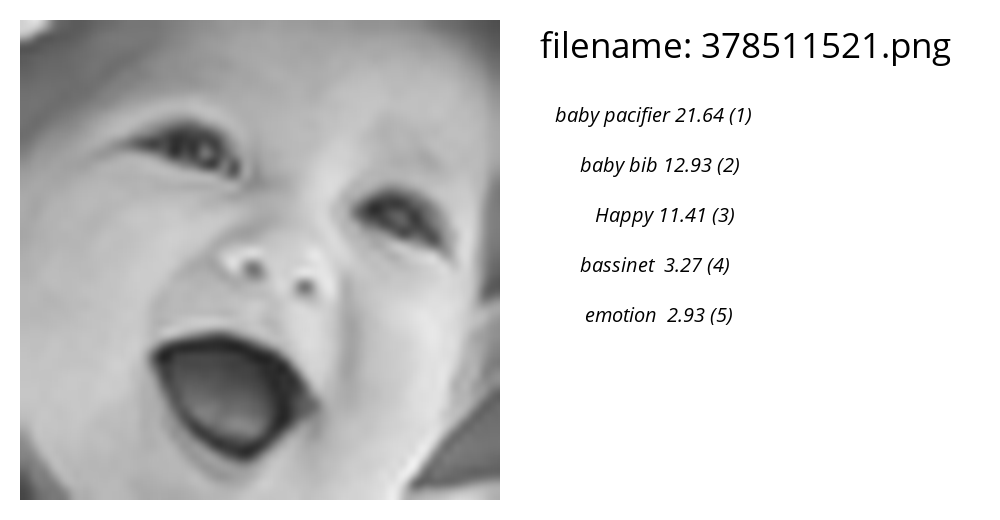 filename: 378511521.png
baby pacifier 21.64 (1)
baby bib 12.93 (2)
Happy 11.41 (3)
bassinet 3.27 (4)
emotion 2.93 (5)